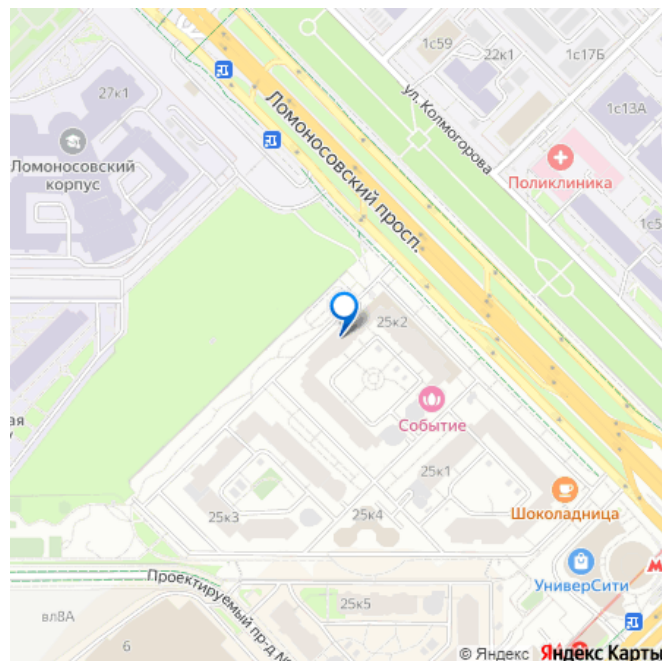 1с59
22к1
1с17Б
27к1
1с13А
ул. Колмогорова
Ломоносовский просп.
Ломоносовский
корпус
Поликлиника
25к2
Событие
25к1
Шоколадница
25к3
25к4
УниверСити
Проектируемый пр-д №
25к5
вл8А
6
© Яндекс
Яндекс Карты